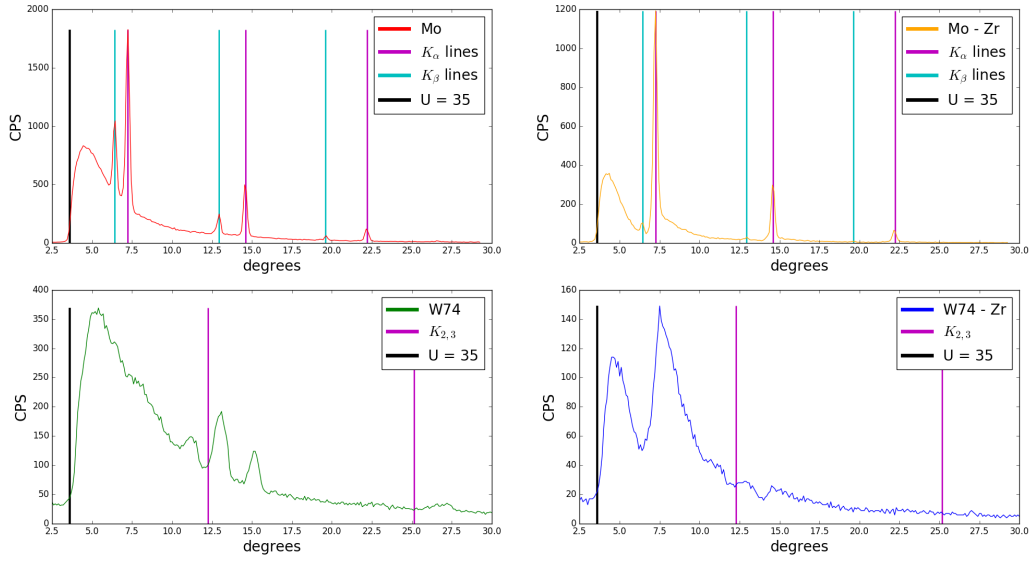 2000
1500
1000
500
0
CPS
2.5 5.0 7.5 10.0 12.5 15.0 17.5 20.0 22.5 25.0 27.5 30.0
degrees
Mo
Kα lines
Kβ lines
U = 35
1200
1000
800
600
400
200
0
CPS
2.5 5.0 7.5 10.0 12.5 15.0 17.5 20.0 22.5 25.0 27.5 30.0
degrees
Mo - Zr
Kα lines
Kβ lines
U = 35
400
350
300
250
200
150
100
50
0
CPS
2.5 5.0 7.5 10.0 12.5 15.0 17.5 20.0 22.5 25.0 27.5 30.0
degrees
W74
K2,3
U = 35
160
140
120
100
80
60
40
20
0
CPS
2.5 5.0 7.5 10.0 12.5 15.0 17.5 20.0 22.5 25.0 27.5 30.0
degrees
W74 - Zr
K2,3
U = 35